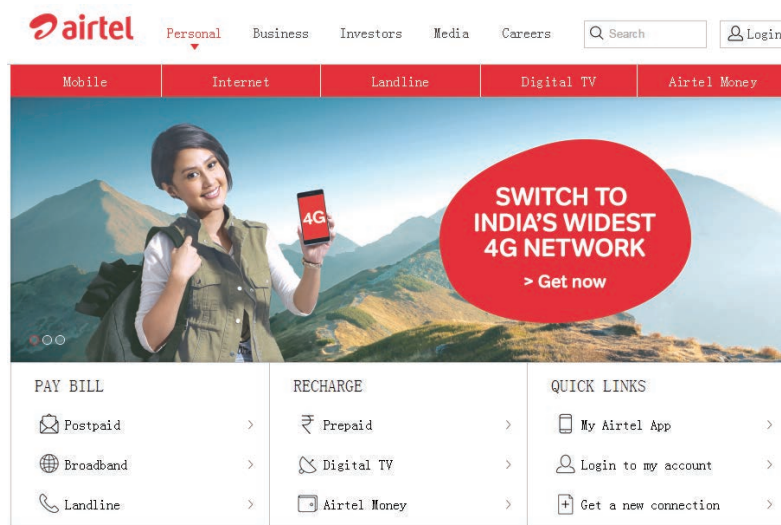 airtel
Personal Business Investors Media Careers Search Login
Mobile Internet Landline Digital TV Airtel Money
4G
SWITCH TO
INDIA'S WIDEST
4G NETWORK
> Get now
PAY BILL
Postpaid >
Broadband >
Landline >
RECHARGE
₹ Prepaid >
Digital TV >
Airtel Money >
QUICK LINKS
My Airtel App >
Login to my account >
Get a new connection >